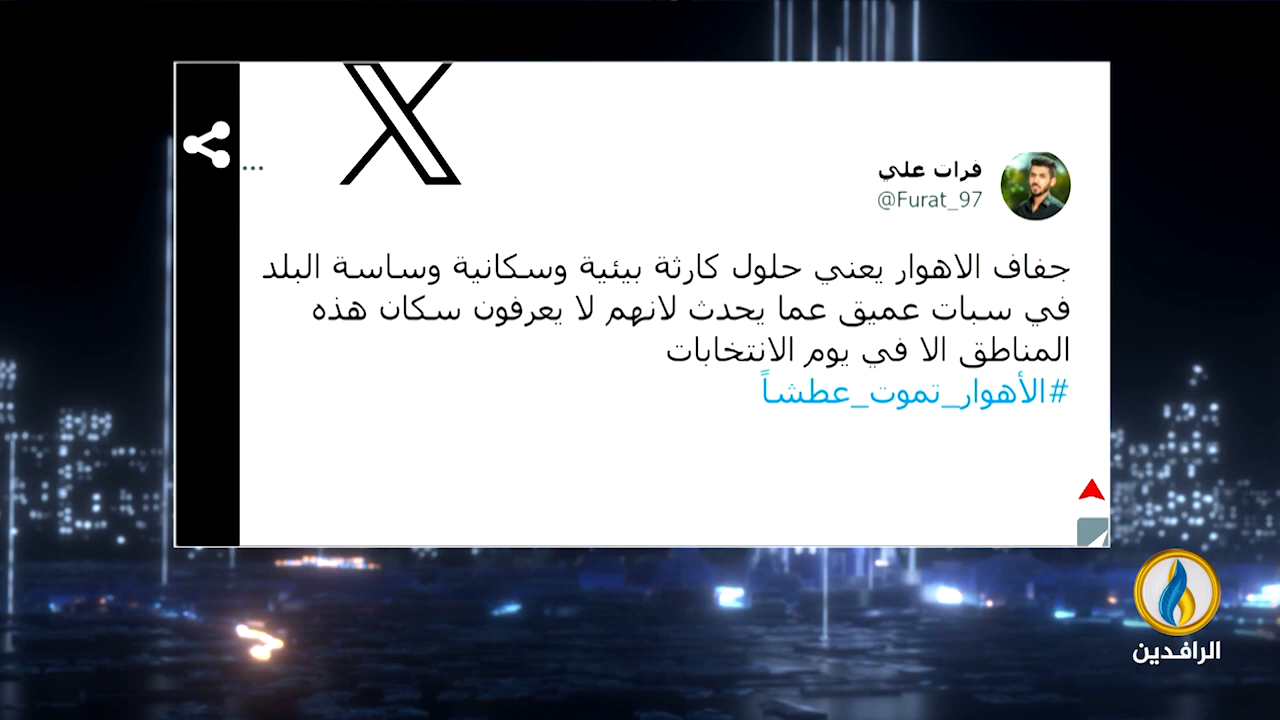 فرات علي
@Furat_97
جفاف الاهوار يعني حلول كارثة بيئية وسكانية وساسة البلد
في سبات عميق عما يحدث لانهم لا يعرفون سكان هذه
المناطق الا في يوم الانتخابات
#الأهوار_تموت_عطشاً
الرافدين